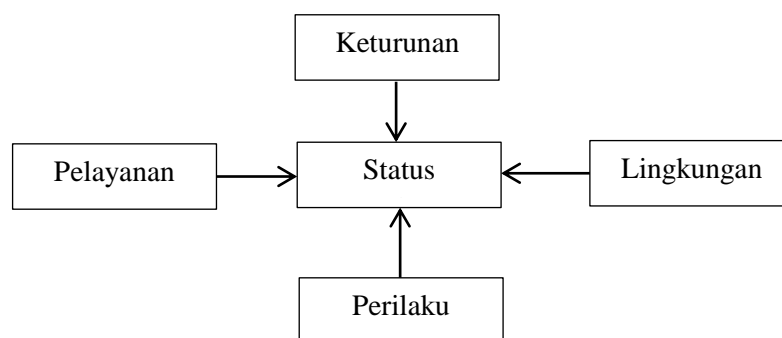 Keturunan
Pelayanan
Status
Lingkungan
Perilaku